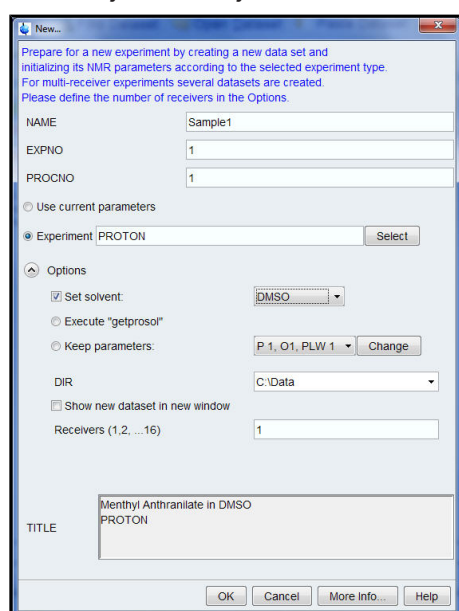 New...
Prepare for a new experiment by creating a new data set and
initializing its NMR parameters according to the selected experiment type.
For multi-receiver experiments several datasets are created.
Please define the number of receivers in the Options.
NAME Sample1
EXPNO 1
PROCNO 1
Use current parameters
Experiment PROTON Select
Options
Set solvent: DMSO
Execute "getprosol"
Keep parameters: P 1, O1, PLW 1 Change
DIR C:\Data
Show new dataset in new window
Receivers (1,2, ...16) 1
Menthyl Anthranilate in DMSO
PROTON
TITLE
OK Cancel More Info... Help